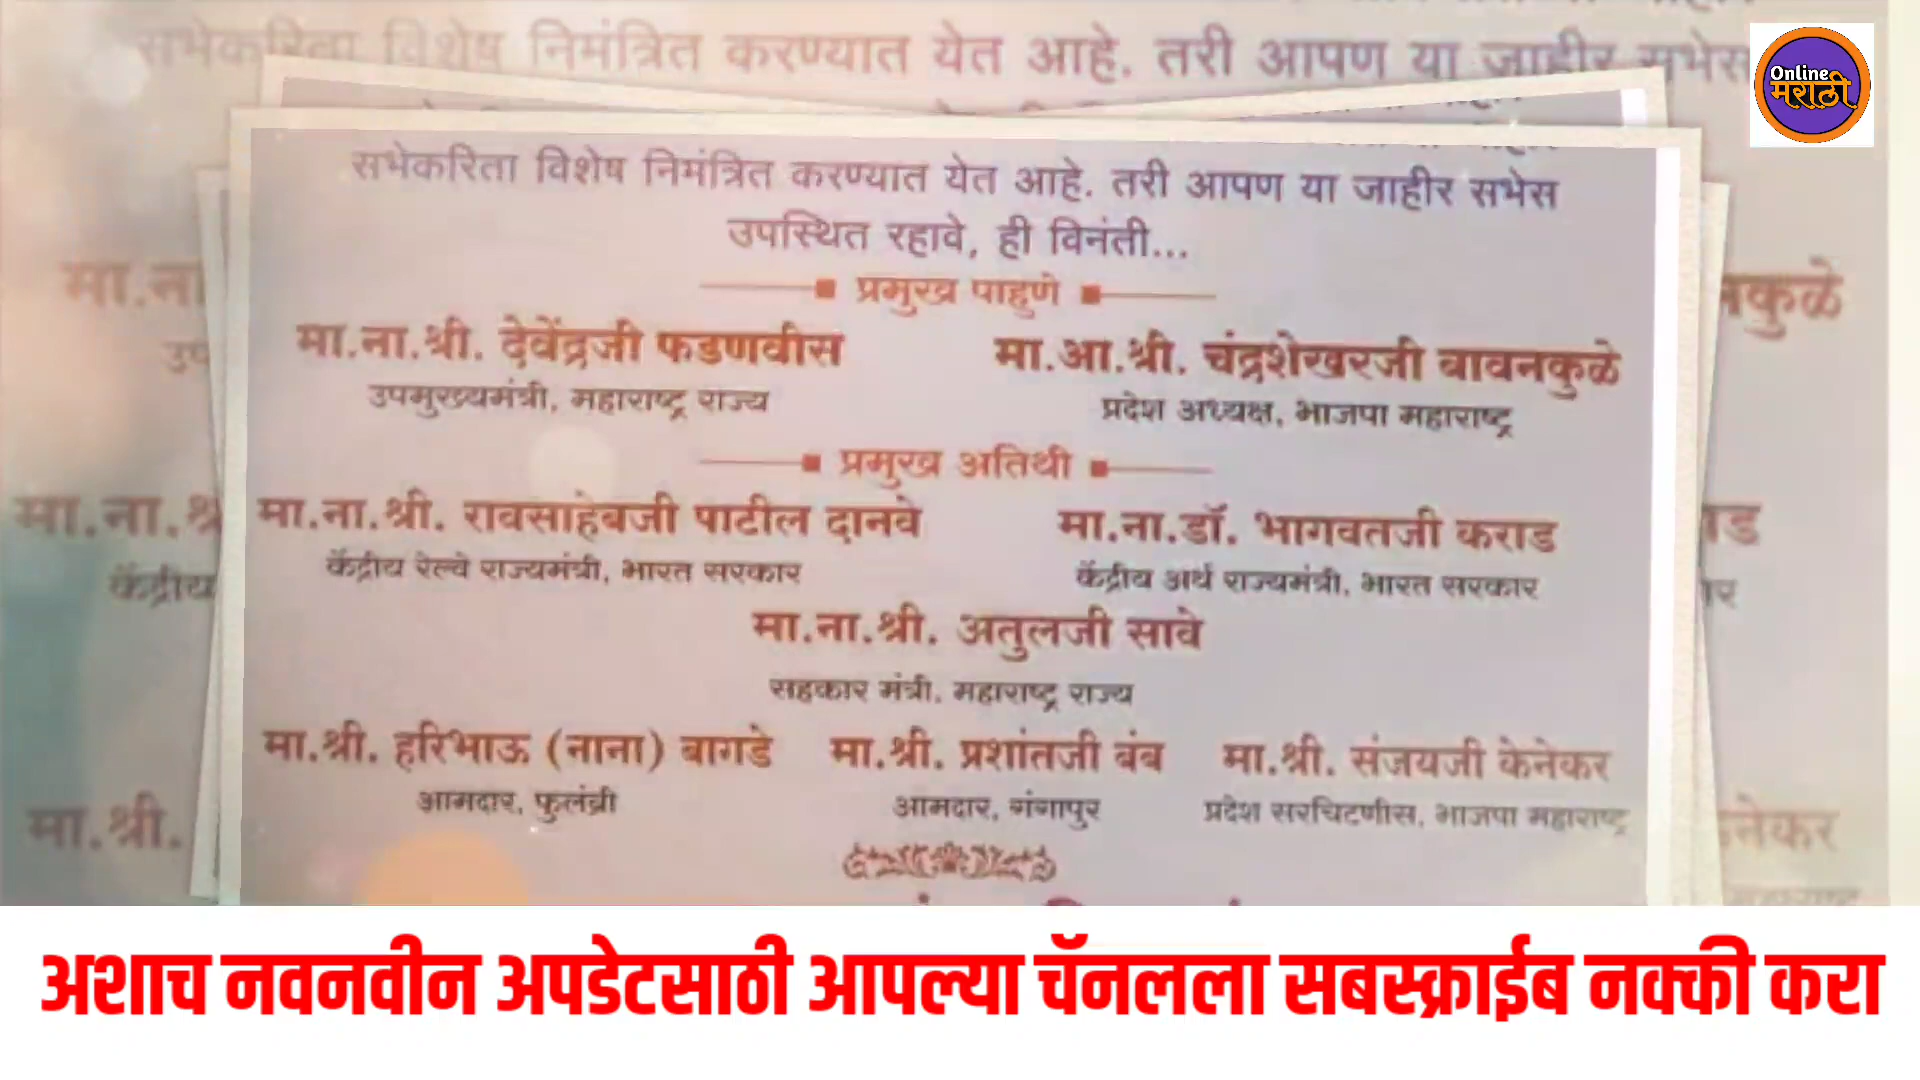 Online
मराठी
सभेकरिता विशेष निमंत्रित करण्यात येत आहे. तरी आपण या जाहीर सभेस
उपस्थित रहावे, ही विनंती...
प्रमुख पाहुणे
मा.ना.श्री. देवेंद्रजी फडणवीस
उपमुख्यमंत्री, महाराष्ट्र राज्य
मा.आ.श्री. चंद्रशेखरजी बावनकुळे
प्रदेश अध्यक्ष, भाजपा महाराष्ट्र
प्रमुख अतिथी
मा.ना.श्री. रावसाहेबजी पाटील दानवे
केंद्रीय रेल्वे राज्यमंत्री, भारत सरकार
मा.ना.डॉ. भागवतजी कराड
केंद्रीय अर्थ राज्यमंत्री, भारत सरकार
मा.ना.श्री. अतुलजी सावे
सहकार मंत्री, महाराष्ट्र राज्य
मा.श्री. हरिभाऊ (नाना) बागडे
आमदार, फुलंब्री
मा.श्री. प्रशांतजी बंब
आमदार, गंगापुर
मा.श्री. संजयजी केनेकर
प्रदेश सरचिटणीस, भाजपा महाराष्ट्र
अशाच नवनवीन अपडेटसाठी आपल्या चॅनलला सबस्क्राईब नक्की करा